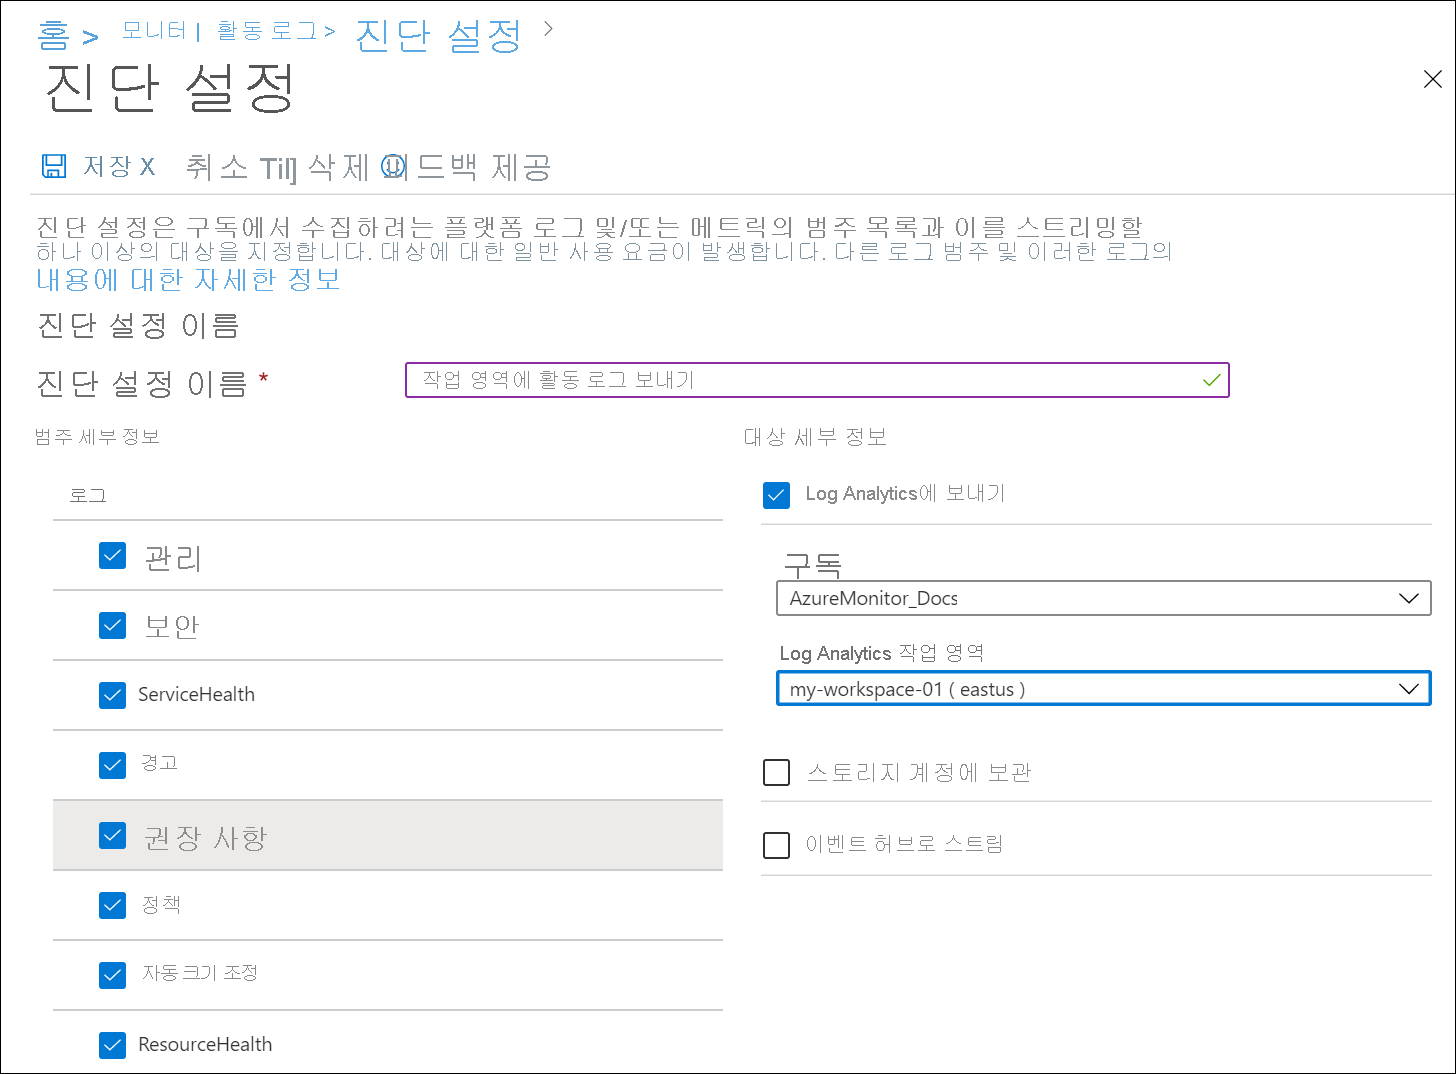 홈 > 모니터 | 활동 로그 > 진단 설정 >
진단 설정
저장 X 취소 Til] 삭제 피드백 제공
진단 설정은 구독에서 수집하려는 플랫폼 로그 및/또는 메트릭의 범주 목록과 이를 스트리밍할
하나 이상의 대상을 지정합니다. 대상에 대한 일반 사용 요금이 발생합니다. 다른 로그 범주 및 이러한 로그의
내용에 대한 자세한 정보
진단 설정 이름
진단 설정 이름 * 작업 영역에 활동 로그 보내기
범주 세부 정보
로그
관리
보안
ServiceHealth
경고
권장 사항
정책
자동 크기 조정
ResourceHealth
대상 세부 정보
Log Analytics에 보내기
구독
AzureMonitor_Docs
Log Analytics 작업 영역
my-workspace-01 ( eastus )
스토리지 계정에 보관
이벤트 허브로 스트림